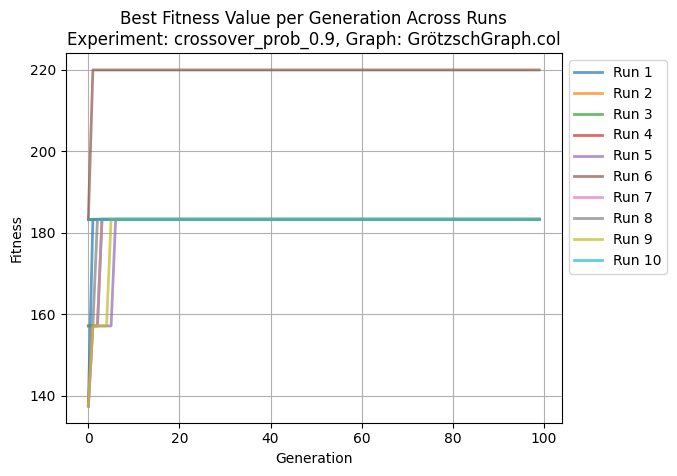 Best Fitness Value per Generation Across Runs
Experiment: crossover_prob_0.9, Graph: GrötzschGraph.col
Fitness
220
200
180
160
140
0 20 40 60 80 100
Generation
Run 1
Run 2
Run 3
Run 4
Run 5
Run 6
Run 7
Run 8
Run 9
Run 10